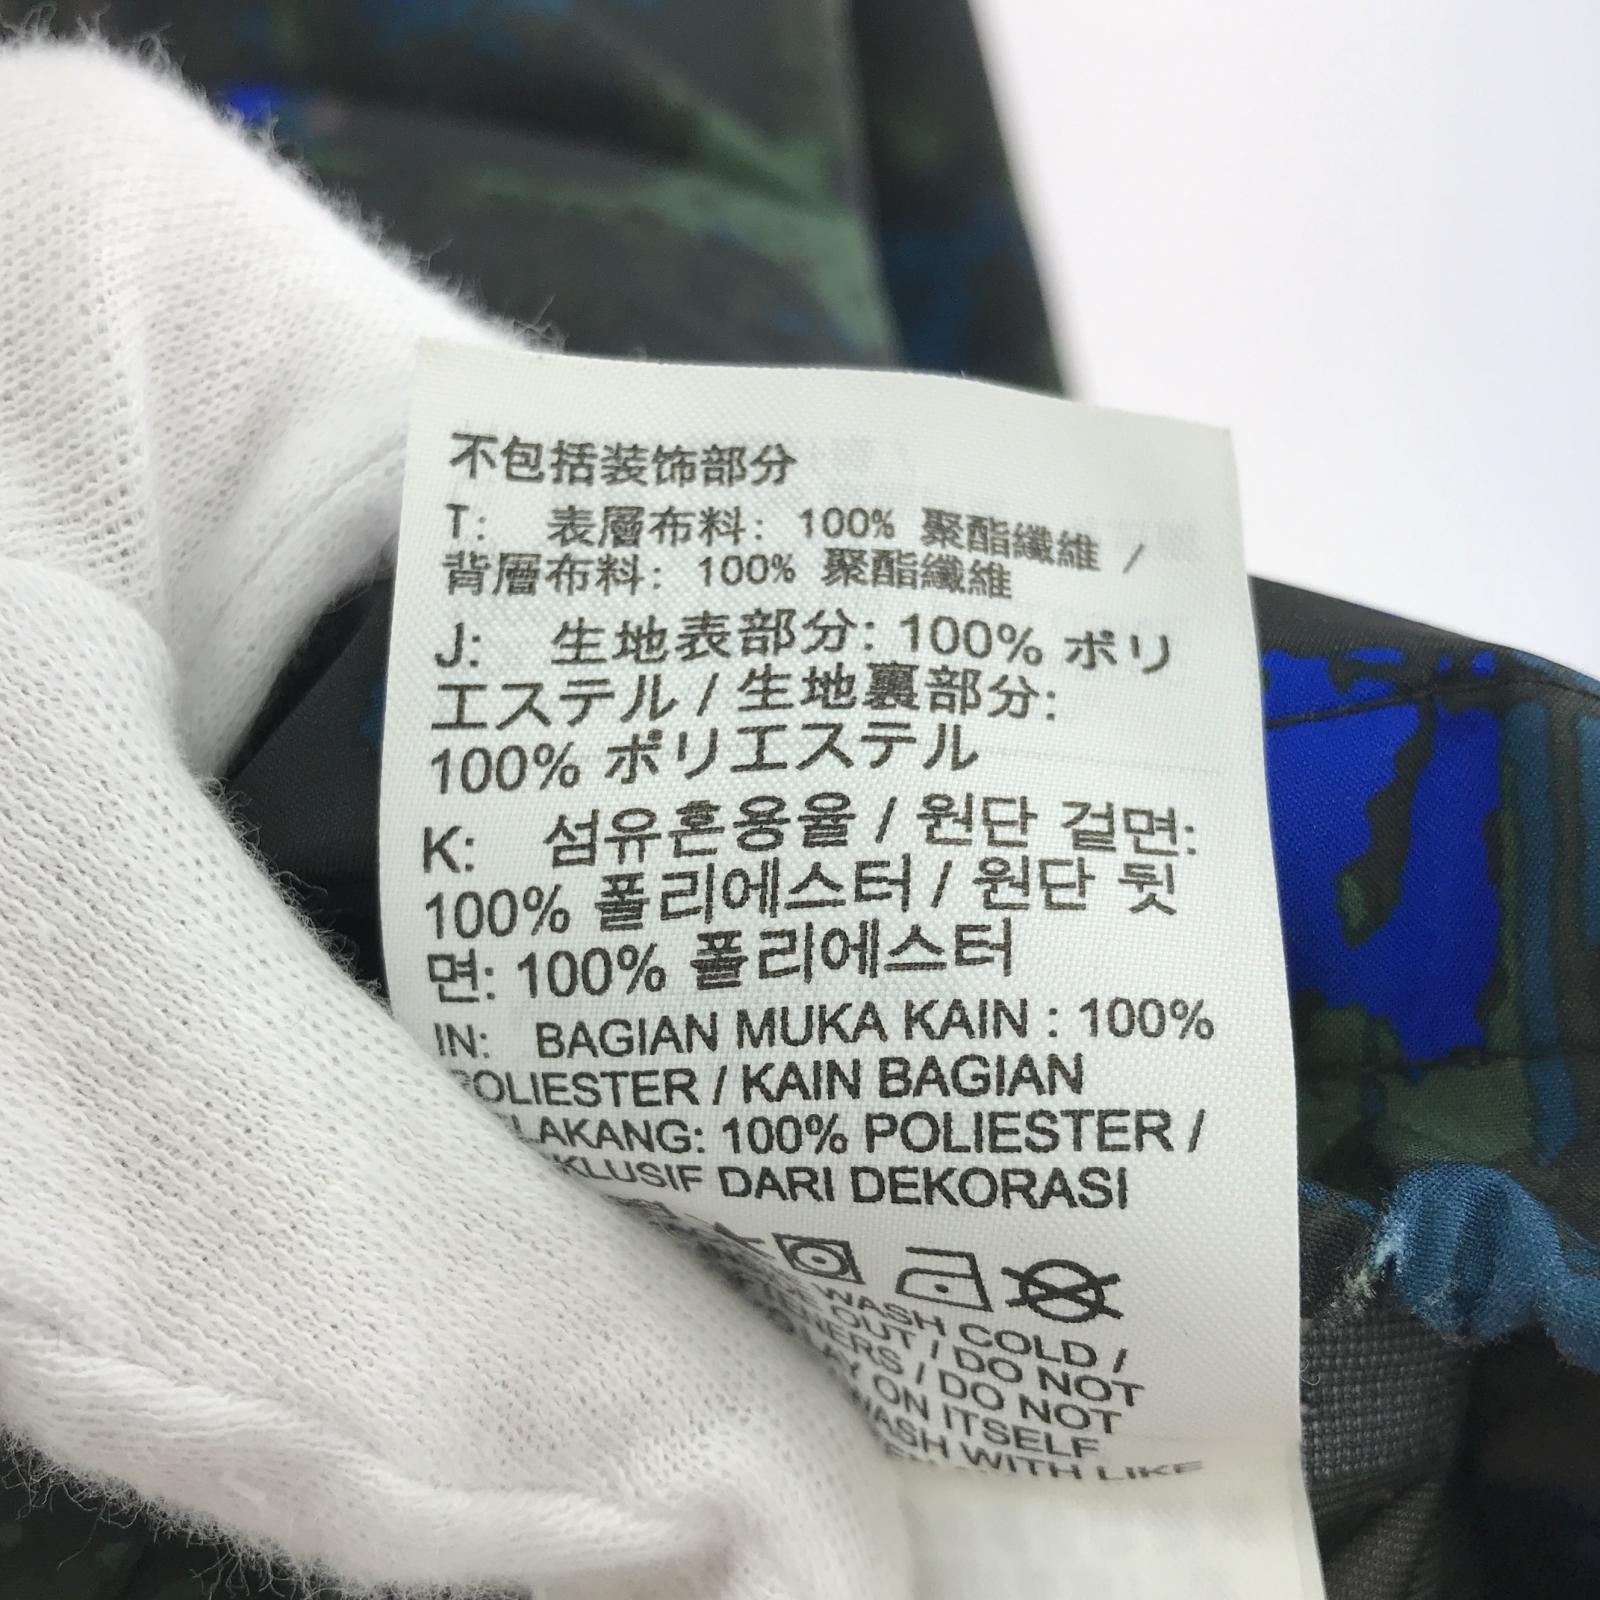 不包括装饰部分
T: 表層布料: 100% 聚酯纖維 /
背層布料: 100% 聚酯纖維
J: 生地表部分: 100% ポリ
エステル / 生地裏部分:
100% ポリエステル
K: 섬유혼용율 / 원단 겉면:
100% 폴리에스터 / 원단 뒷
면: 100% 폴리에스터
IN: BAGIAN MUKA KAIN : 100%
POLIESTER / KAIN BAGIAN
LAKANG: 100% POLIESTER /
KLUSIF DARI DEKORASI
WASH COLD /
OUT / DO NOT
NERS / DO NOT
AY ON ITSELF
WASH WITH LIKE